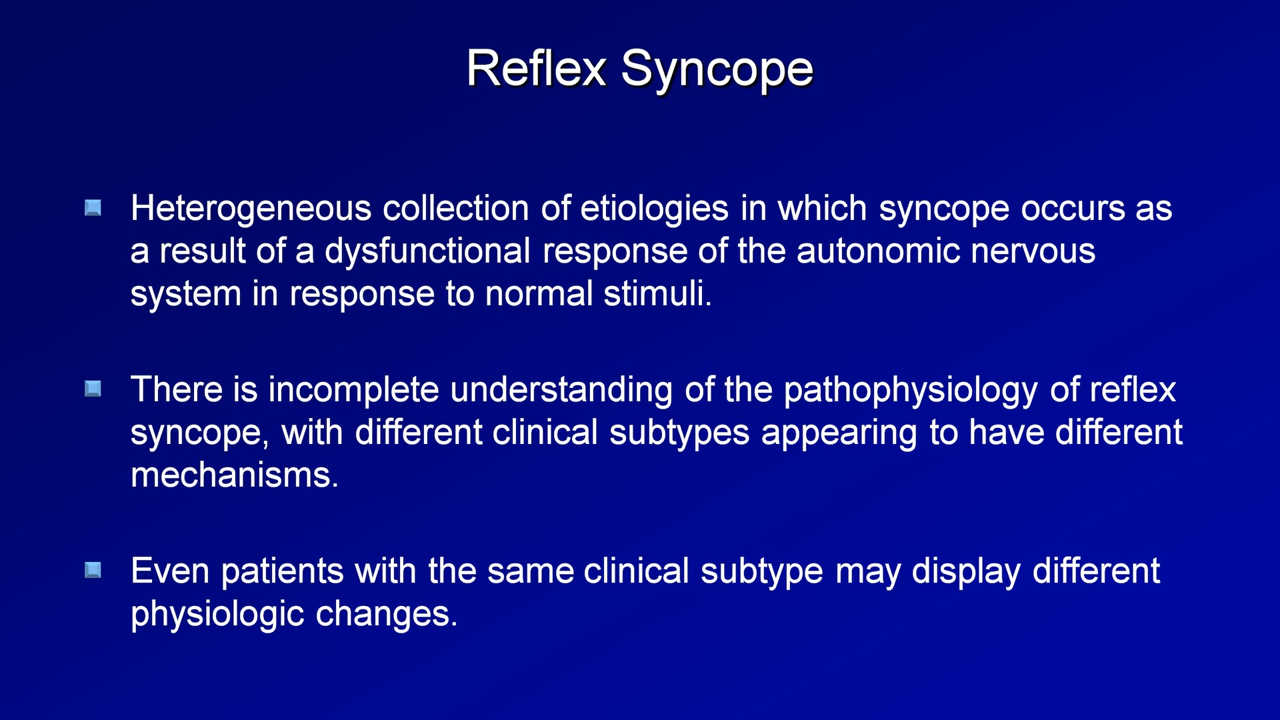 Reflex Syncope
Heterogeneous collection of etiologies in which syncope occurs as
a result of a dysfunctional response of the autonomic nervous
system in response to normal stimuli.
There is incomplete understanding of the pathophysiology of reflex
syncope, with different clinical subtypes appearing to have different
mechanisms.
Even patients with the same clinical subtype may display different
physiologic changes.